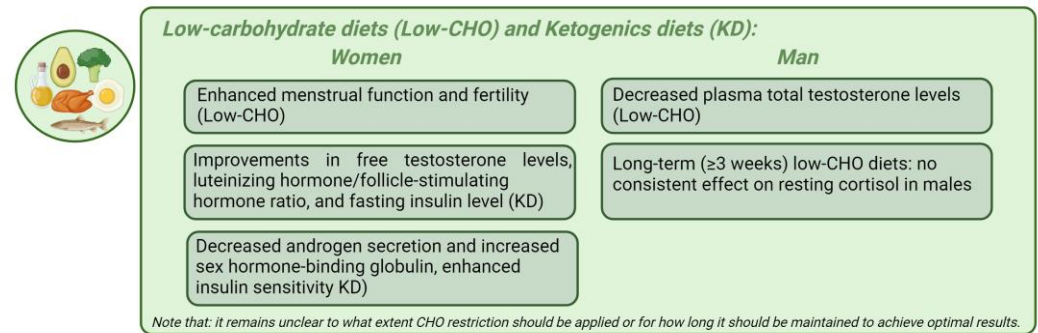 Low-carbohydrate diets (Low-CHO) and Ketogenics diets (KD):
Women
Enhanced menstrual function and fertility
(Low-CHO)
Improvements in free testosterone levels,
luteinizing hormone/follicle-stimulating
hormone ratio, and fasting insulin level (KD)
Decreased androgen secretion and increased
sex hormone-binding globulin, enhanced
insulin sensitivity KD)
Man
Decreased plasma total testosterone levels
(Low-CHO)
Long-term (≥3 weeks) low-CHO diets: no
consistent effect on resting cortisol in males
Note that: it remains unclear to what extent CHO restriction should be applied or for how long it should be maintained to achieve optimal results.